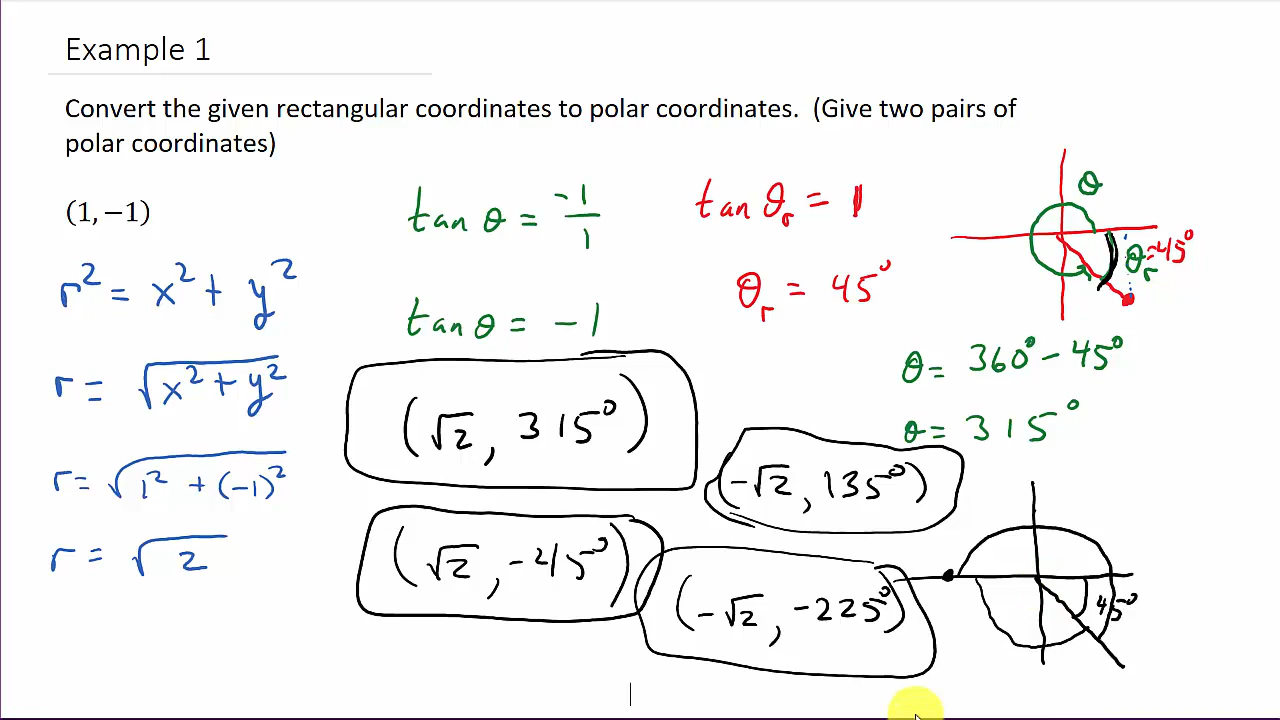 Example 1
Convert the given rectangular coordinates to polar coordinates. (Give two pairs of
polar coordinates)
(1, −1)
r² = x² + y²
r = √x² + y²
r = √1² + (-1)²
r = √2
tan θ = -1/1
tan θ = -1
tan θr = 1
θr = 45°
θ
θr = 45°
θ = 360° - 45°
θ = 315°
(√2, 315°)
(-√2, 135°)
(√2, -45°)
(-√2, -225°)
45°